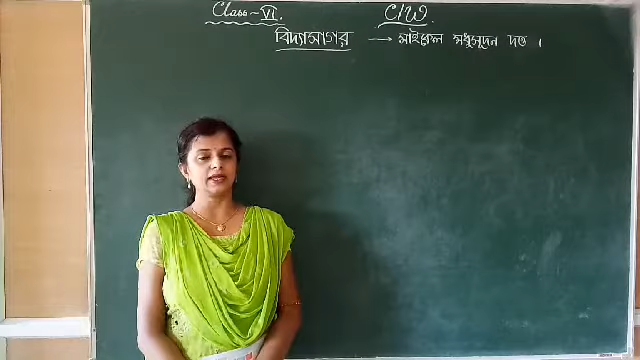 Class-VI. C/W.
বিদ্যাসাগর → মাইকেল মধুসূদন দত্ত।